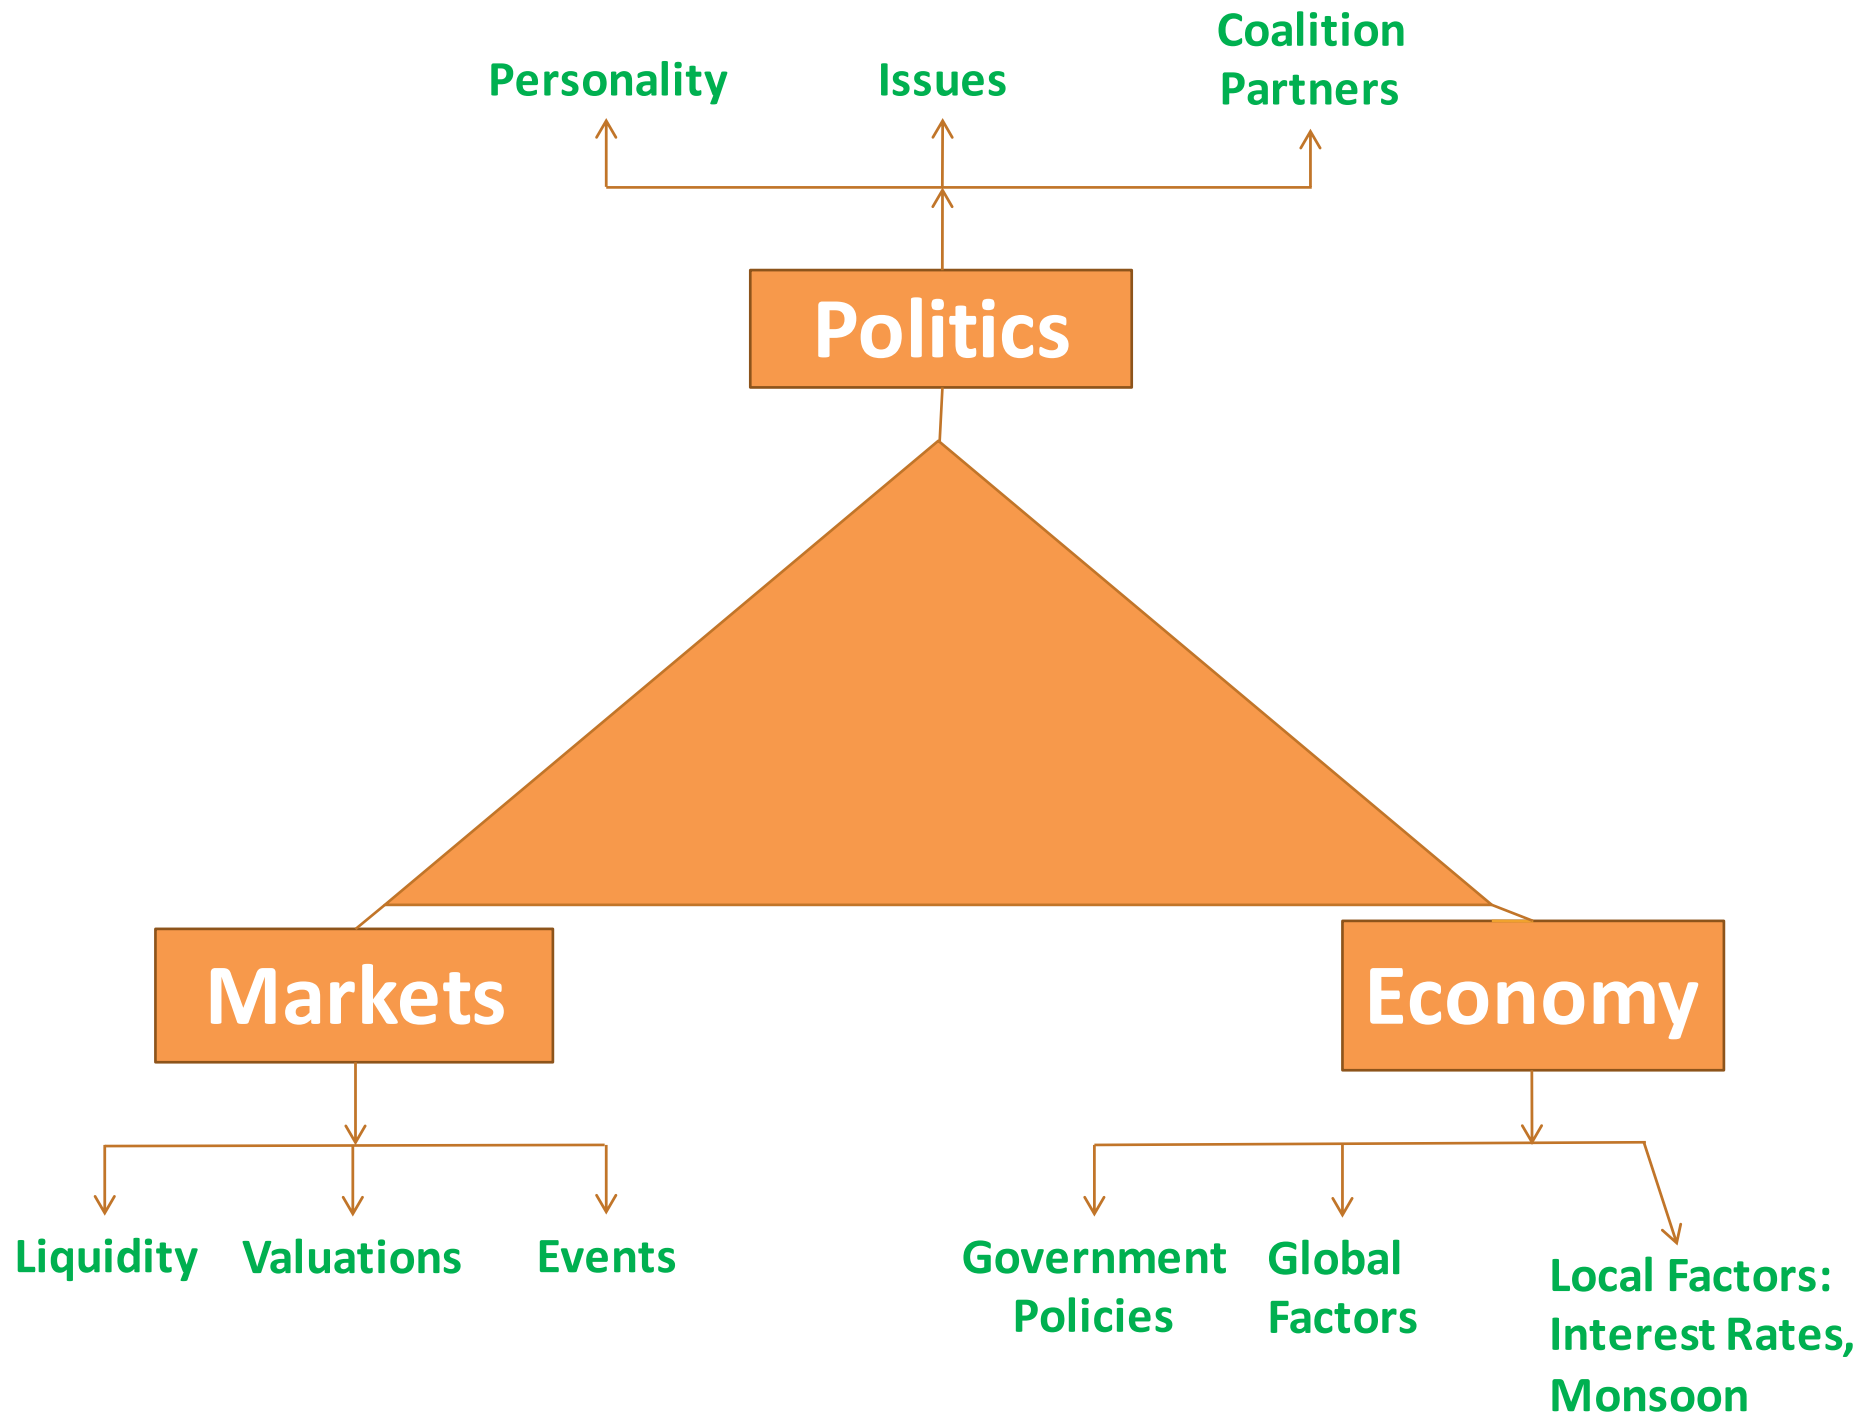 Coalition
Partners
Personality
Issues
Politics
Markets
Economy
Liquidity
Valuations
Events
Government
Policies
Global
Factors
Local Factors:
Interest Rates,
Monsoon